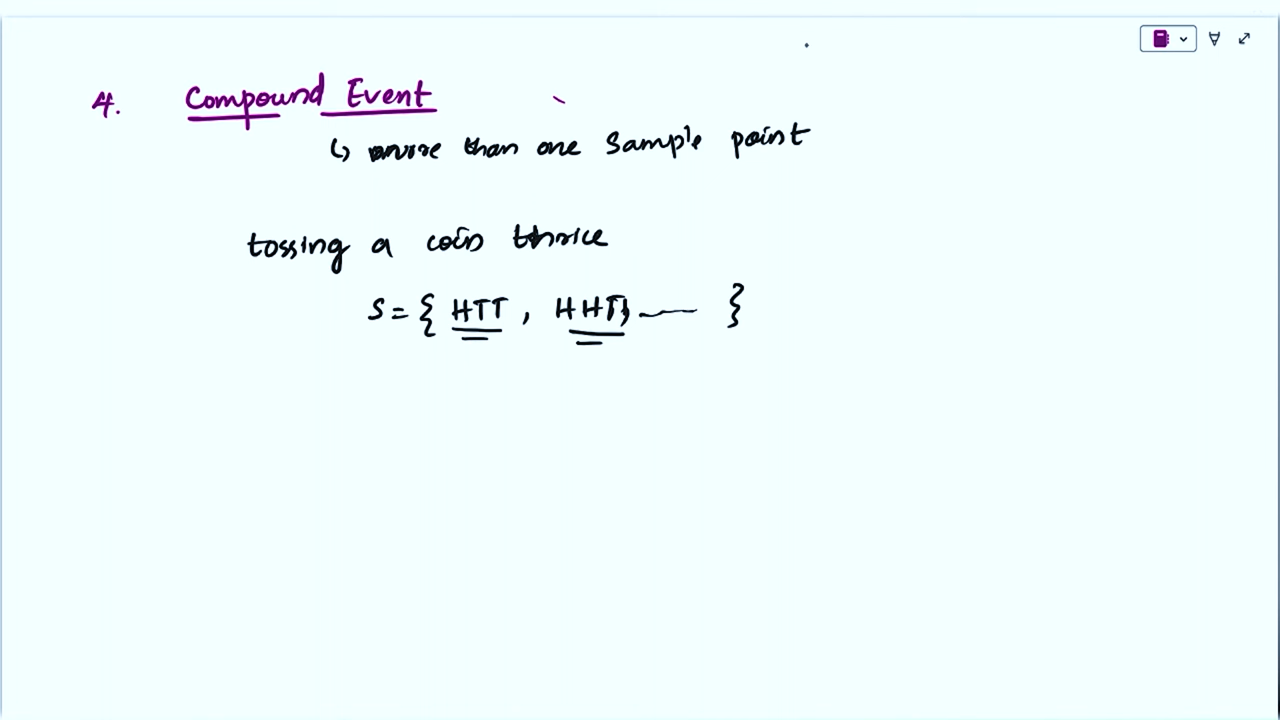 4. Compound Event
↳ more than one sample point
tossing a coin thrice
S = { HTT , HHT, —— }